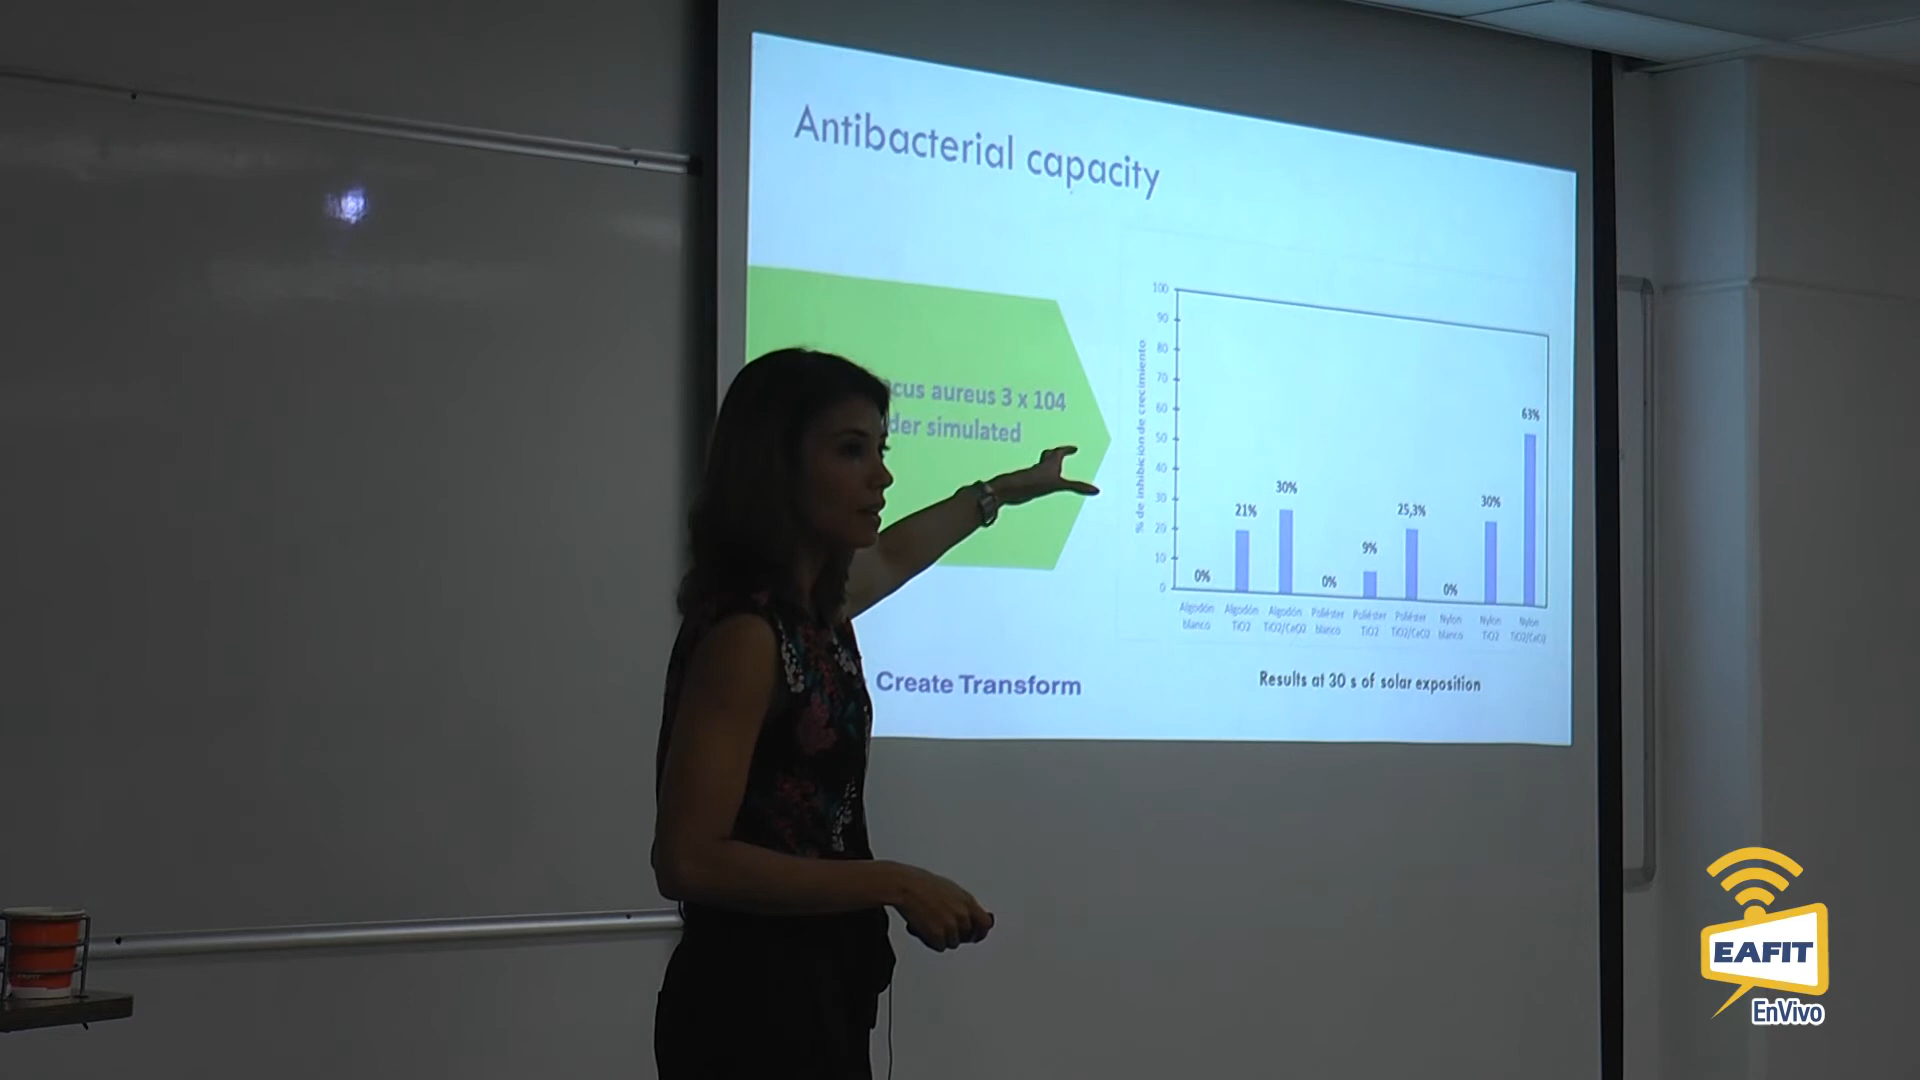 Antibacterial capacity
cus aureus 3 x 104
der simulated
Create Transform
% de inhibición de crecimiento
100
90
80
70
60
50
40
30
20
10
0
0%
21%
30%
0%
9%
25,3%
0%
30%
63%
Algodón blanco
Algodón TiO2
Algodón TiO2/CeO2
Poliéster blanco
Poliéster TiO2
Poliéster TiO2/CeO2
Nylon blanco
Nylon TiO2
Nylon TiO2/CeO2
Results at 30 s of solar exposition
EAFIT
EnVivo